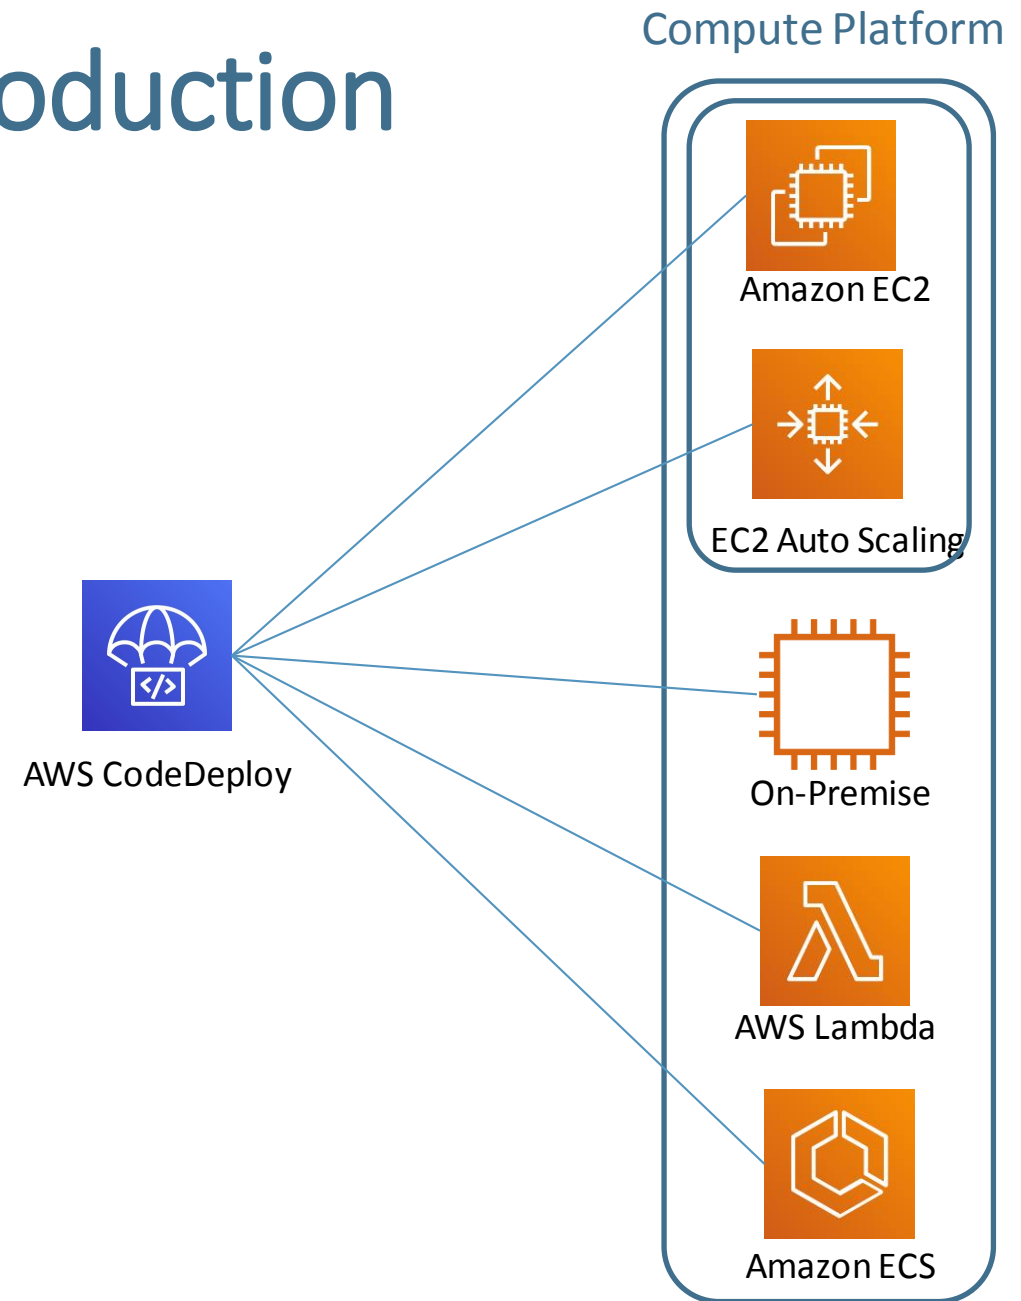 Compute Platform
oduction
Amazon EC2
EC2 Auto Scaling
</>
AWS CodeDeploy
On-Premise
AWS Lambda
Amazon ECS